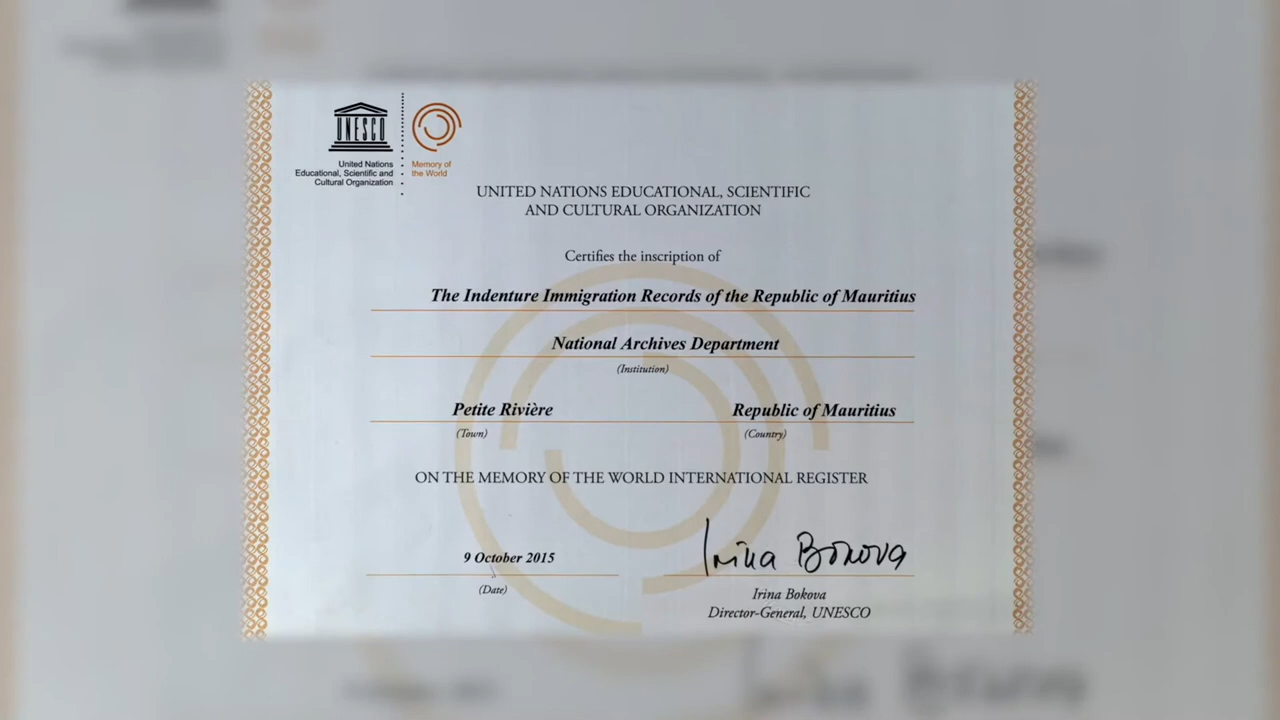 UNESCO
United Nations
Educational, Scientific and
Cultural Organization
Memory of
the World
UNITED NATIONS EDUCATIONAL, SCIENTIFIC
AND CULTURAL ORGANIZATION
Certifies the inscription of
The Indenture Immigration Records of the Republic of Mauritius
National Archives Department
(Institution)
Petite Rivière Republic of Mauritius
(Town) (Country)
ON THE MEMORY OF THE WORLD INTERNATIONAL REGISTER
Irina Bokova
9 October 2015
(Date)
Irina Bokova
Director-General, UNESCO